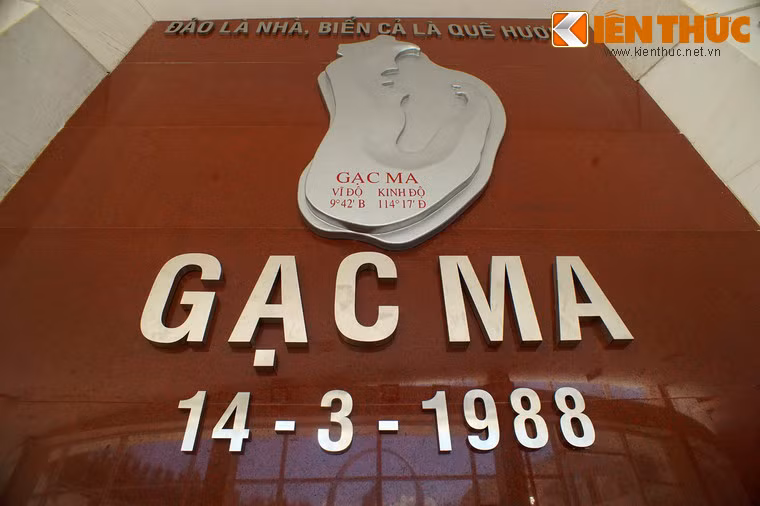 ĐẢO LÀ NHÀ, BIỂN CẢ LÀ QUÊ HƯƠ
KIẾN THỨC
www.kienthuc.net.vn
GẠC MA
VĨ ĐỘ KINH ĐỘ
9°42' B 114°17' Đ
GẠC MA
14-3-1988